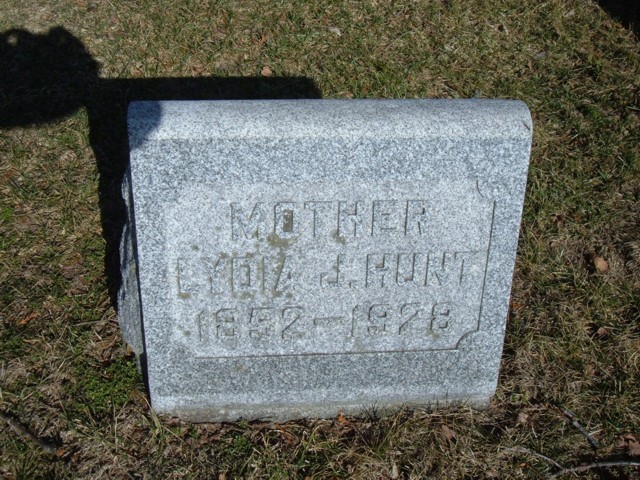 MOTHER
LYDIA J. HUNT
1852-1928